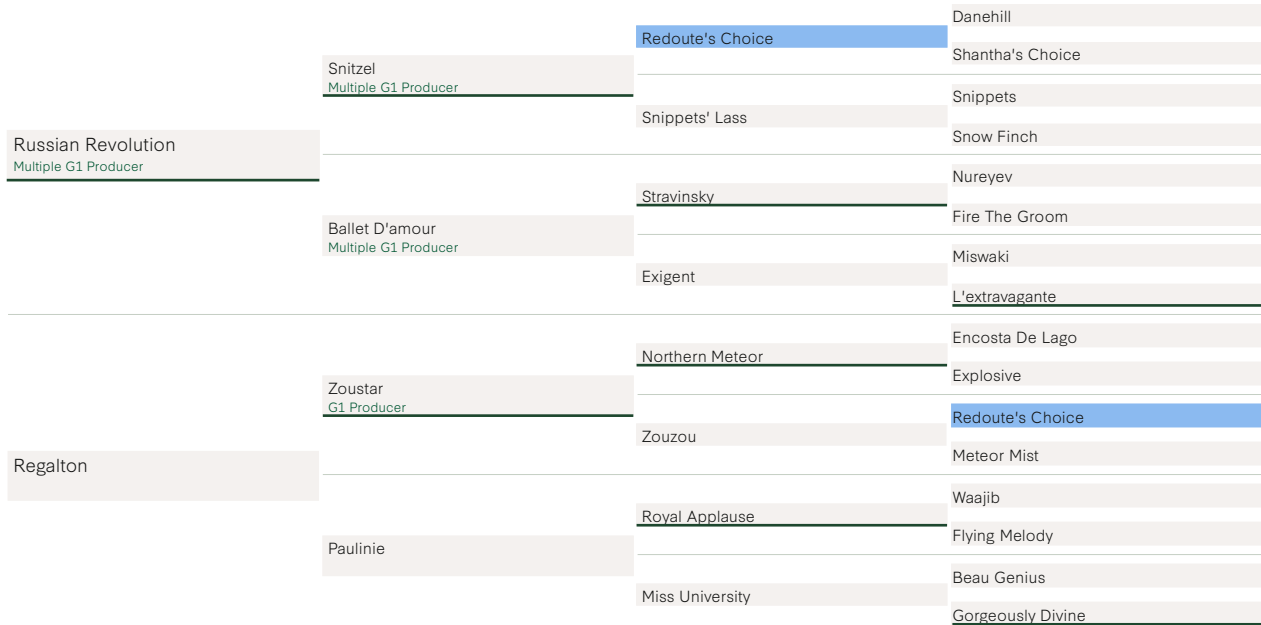 Russian Revolution
Multiple G1 Producer
Regalton
Snitzel
Multiple G1 Producer
Ballet D'amour
Multiple G1 Producer
Zoustar
G1 Producer
Paulinie
Redoute's Choice
Snippets' Lass
Stravinsky
Exigent
Northern Meteor
Zouzou
Royal Applause
Miss University
Danehill
Shantha's Choice
Snippets
Snow Finch
Nureyev
Fire The Groom
Miswaki
L'extravagante
Encosta De Lago
Explosive
Redoute's Choice
Meteor Mist
Waajib
Flying Melody
Beau Genius
Gorgeously Divine